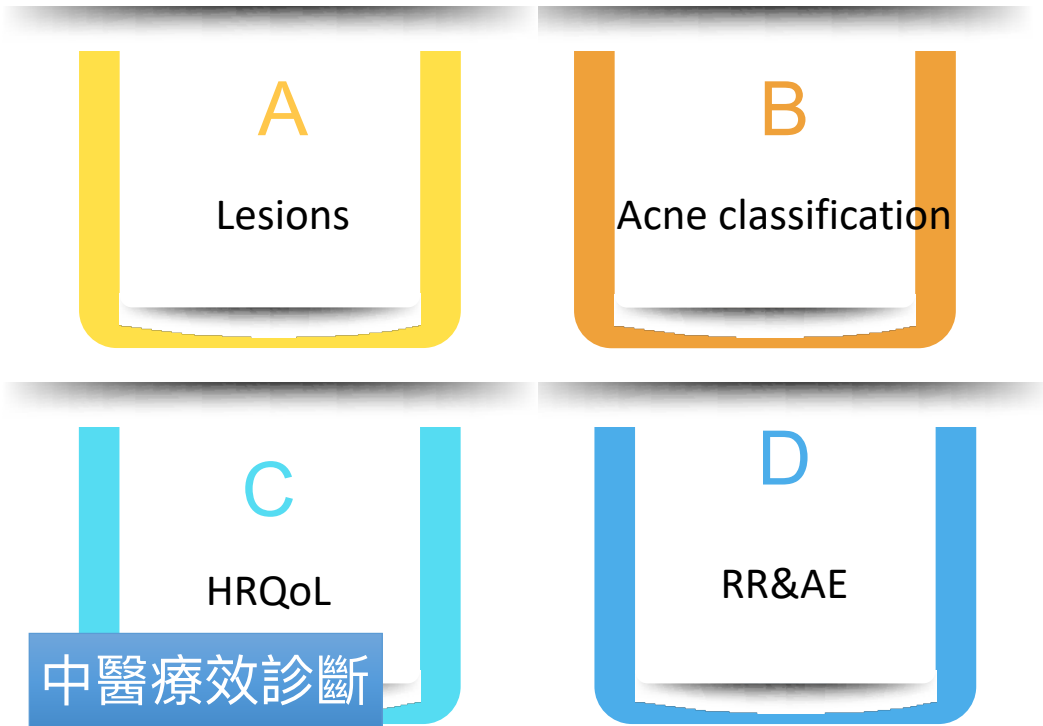 A
Lesions
B
Acne classification
C
HRQoL
中醫療效診斷
D
RR&AE